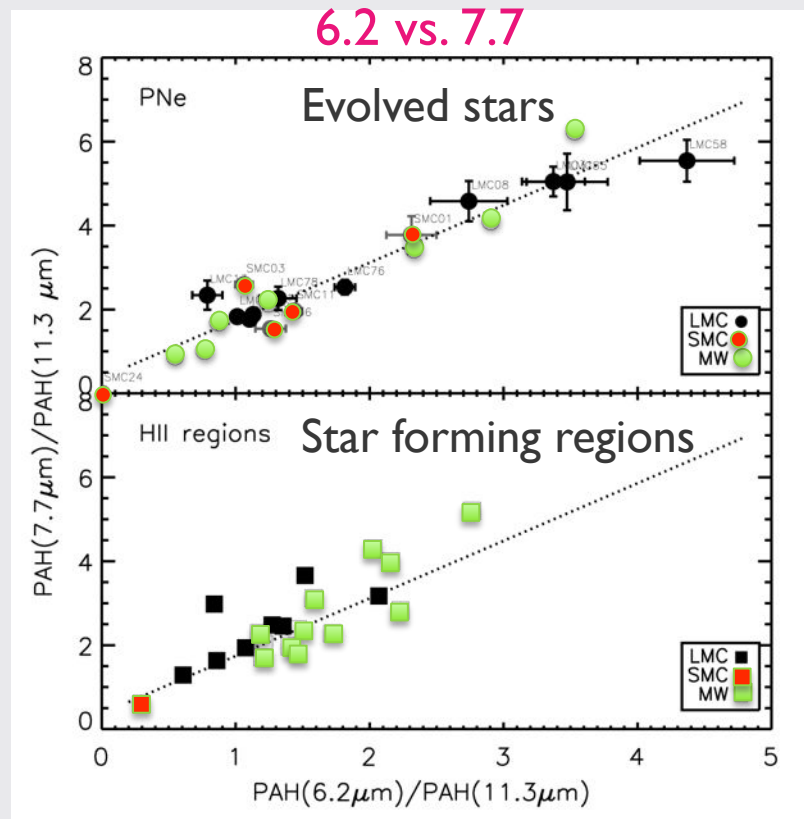 6.2 vs. 7.7
8
PNe
Evolved stars
LMC58
6
LMC08
SMC01
4
SMC03
LMC78
LMC76
SMC11
2
LMC
SMC
MW
0
SMC24
PAH(7.7μm)/PAH(11.3 μm)
8
HII regions
Star forming regions
6
4
2
LMC
SMC
MW
0
0 1 2 3 4 5
PAH(6.2μm)/PAH(11.3μm)